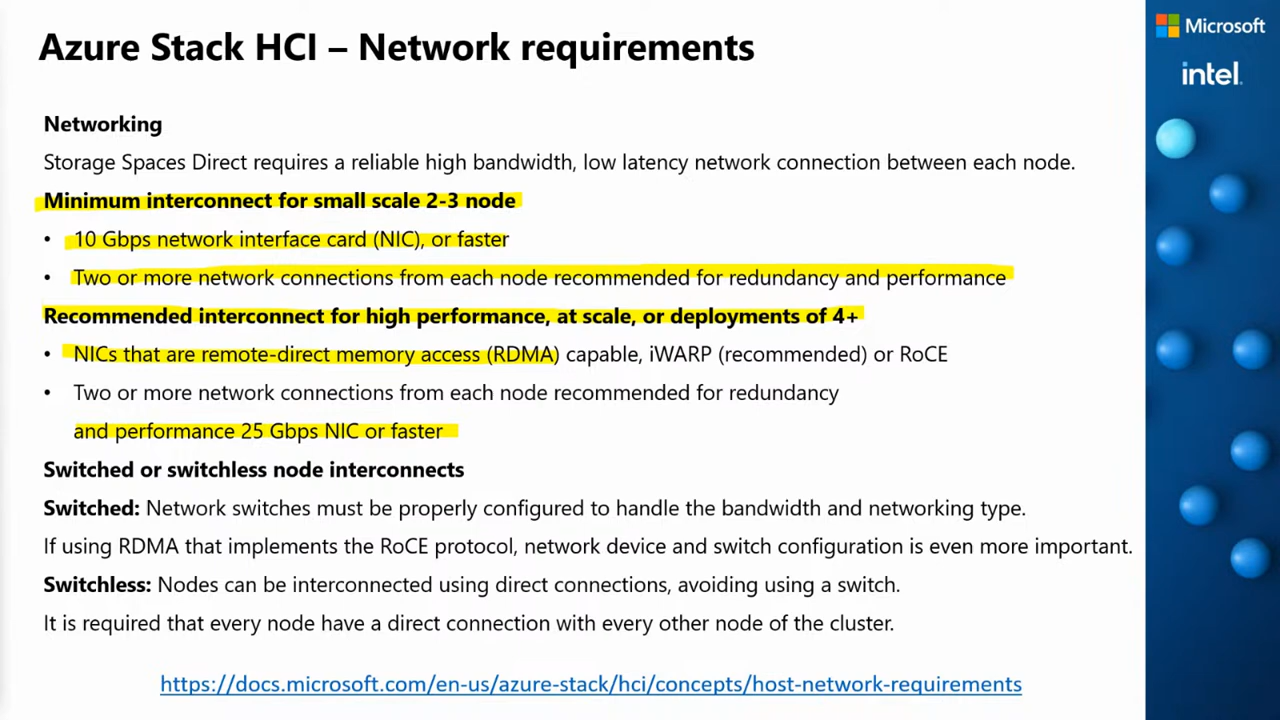 Azure Stack HCI – Network requirements
Microsoft
intel.
Networking
Storage Spaces Direct requires a reliable high bandwidth, low latency network connection between each node.
Minimum interconnect for small scale 2-3 node
• 10 Gbps network interface card (NIC), or faster
• Two or more network connections from each node recommended for redundancy and performance
Recommended interconnect for high performance, at scale, or deployments of 4+
• NICs that are remote-direct memory access (RDMA) capable, iWARP (recommended) or RoCE
• Two or more network connections from each node recommended for redundancy
and performance 25 Gbps NIC or faster
Switched or switchless node interconnects
Switched: Network switches must be properly configured to handle the bandwidth and networking type.
If using RDMA that implements the RoCE protocol, network device and switch configuration is even more important.
Switchless: Nodes can be interconnected using direct connections, avoiding using a switch.
It is required that every node have a direct connection with every other node of the cluster.
https://docs.microsoft.com/en-us/azure-stack/hci/concepts/host-network-requirements